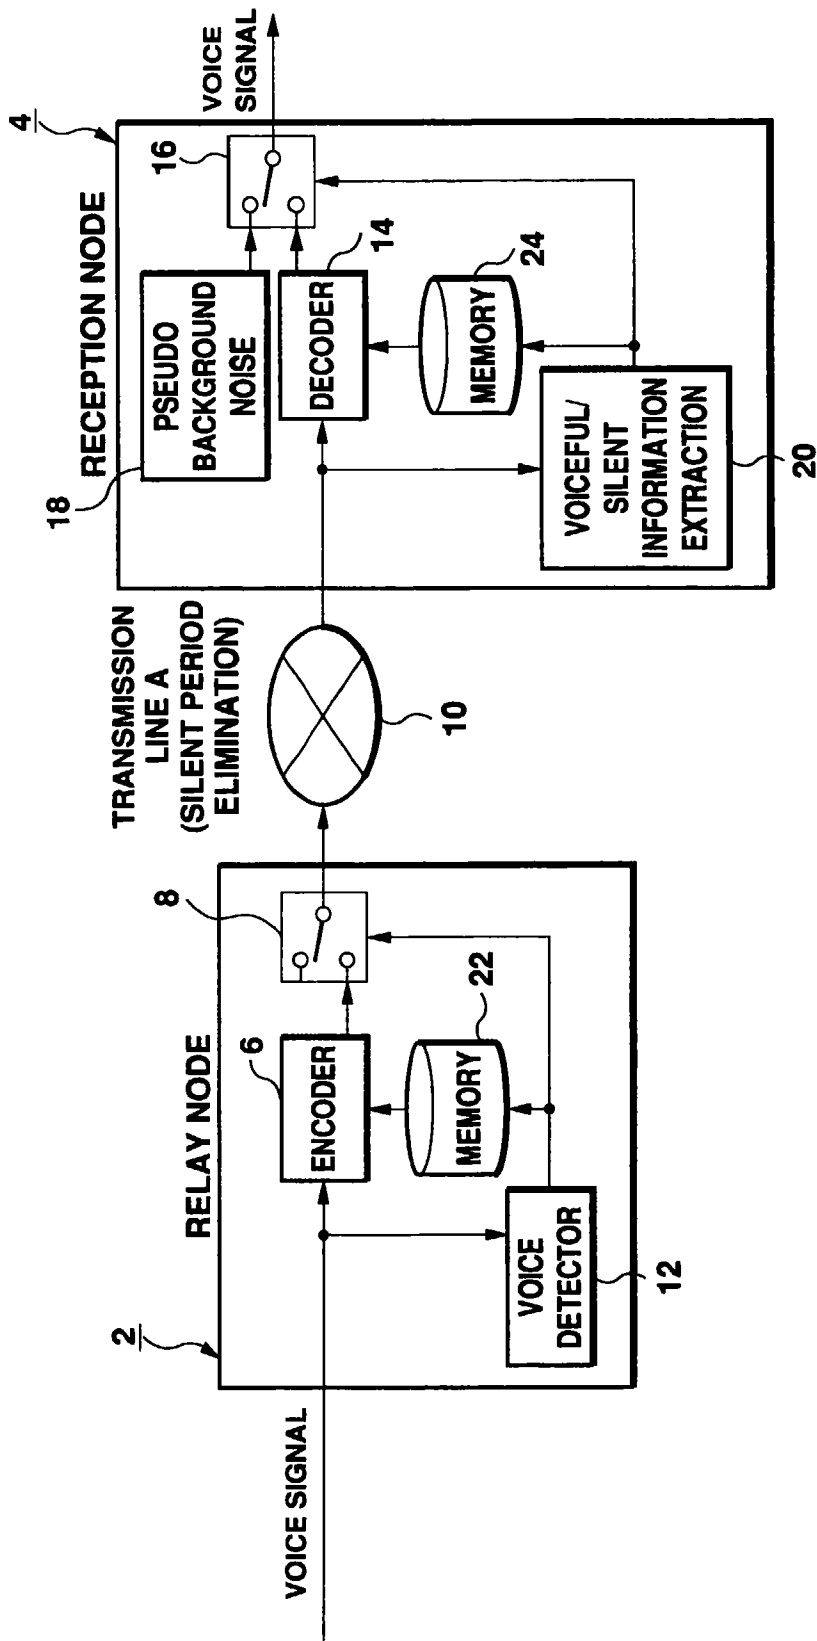 VOICE SIGNAL
2
RELAY NODE
6
ENCODER
8
MEMORY
22
VOICE
DETECTOR
12
TRANSMISSION
LINE A
(SILENT PERIOD
ELIMINATION)
10
4
RECEPTION NODE
18
PSEUDO
BACKGROUND
NOISE
16
DECODER
14
MEMORY
24
VOICEFUL/
SILENT
INFORMATION
EXTRACTION
20
VOICE
SIGNAL